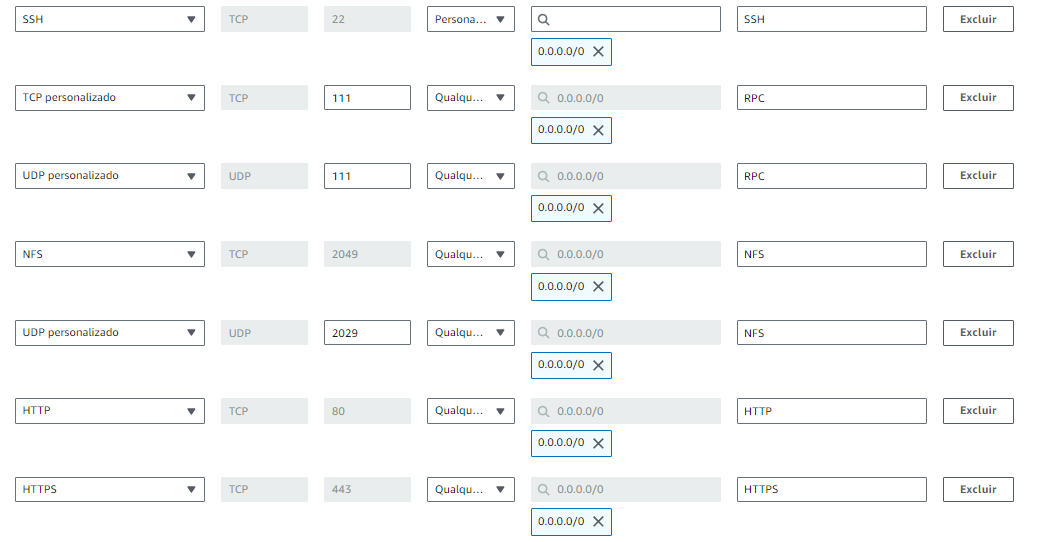 SSH TCP 22 Persona... SSH Excluir
0.0.0.0/0
TCP personalizado TCP 111 Qualqu... 0.0.0.0/0 RPC Excluir
0.0.0.0/0
UDP personalizado UDP 111 Qualqu... 0.0.0.0/0 RPC Excluir
0.0.0.0/0
NFS TCP 2049 Qualqu... 0.0.0.0/0 NFS Excluir
0.0.0.0/0
UDP personalizado UDP 2029 Qualqu... 0.0.0.0/0 NFS Excluir
0.0.0.0/0
HTTP TCP 80 Qualqu... 0.0.0.0/0 HTTP Excluir
0.0.0.0/0
HTTPS TCP 443 Qualqu... 0.0.0.0/0 HTTPS Excluir
0.0.0.0/0